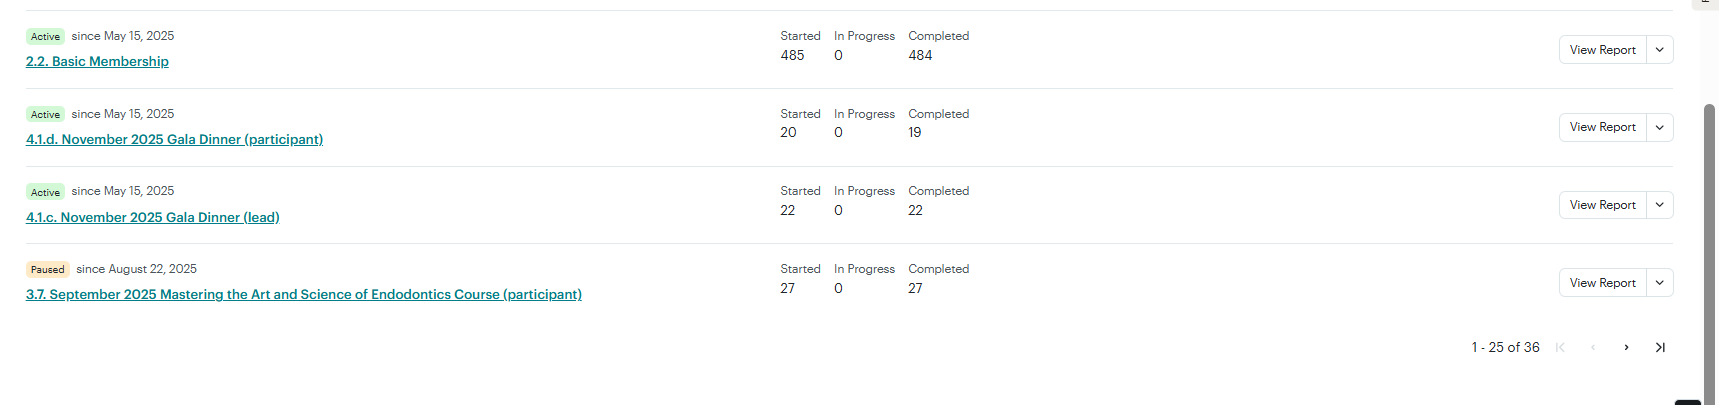 Active since May 15, 2025
2.2. Basic Membership
Started In Progress Completed
485 0 484
View Report
Active since May 15, 2025
4.1.d. November 2025 Gala Dinner (participant)
Started In Progress Completed
20 0 19
View Report
Active since May 15, 2025
4.1.c. November 2025 Gala Dinner (lead)
Started In Progress Completed
22 0 22
View Report
Paused since August 22, 2025
3.7. September 2025 Mastering the Art and Science of Endodontics Course (participant)
Started In Progress Completed
27 0 27
View Report
1 - 25 of 36